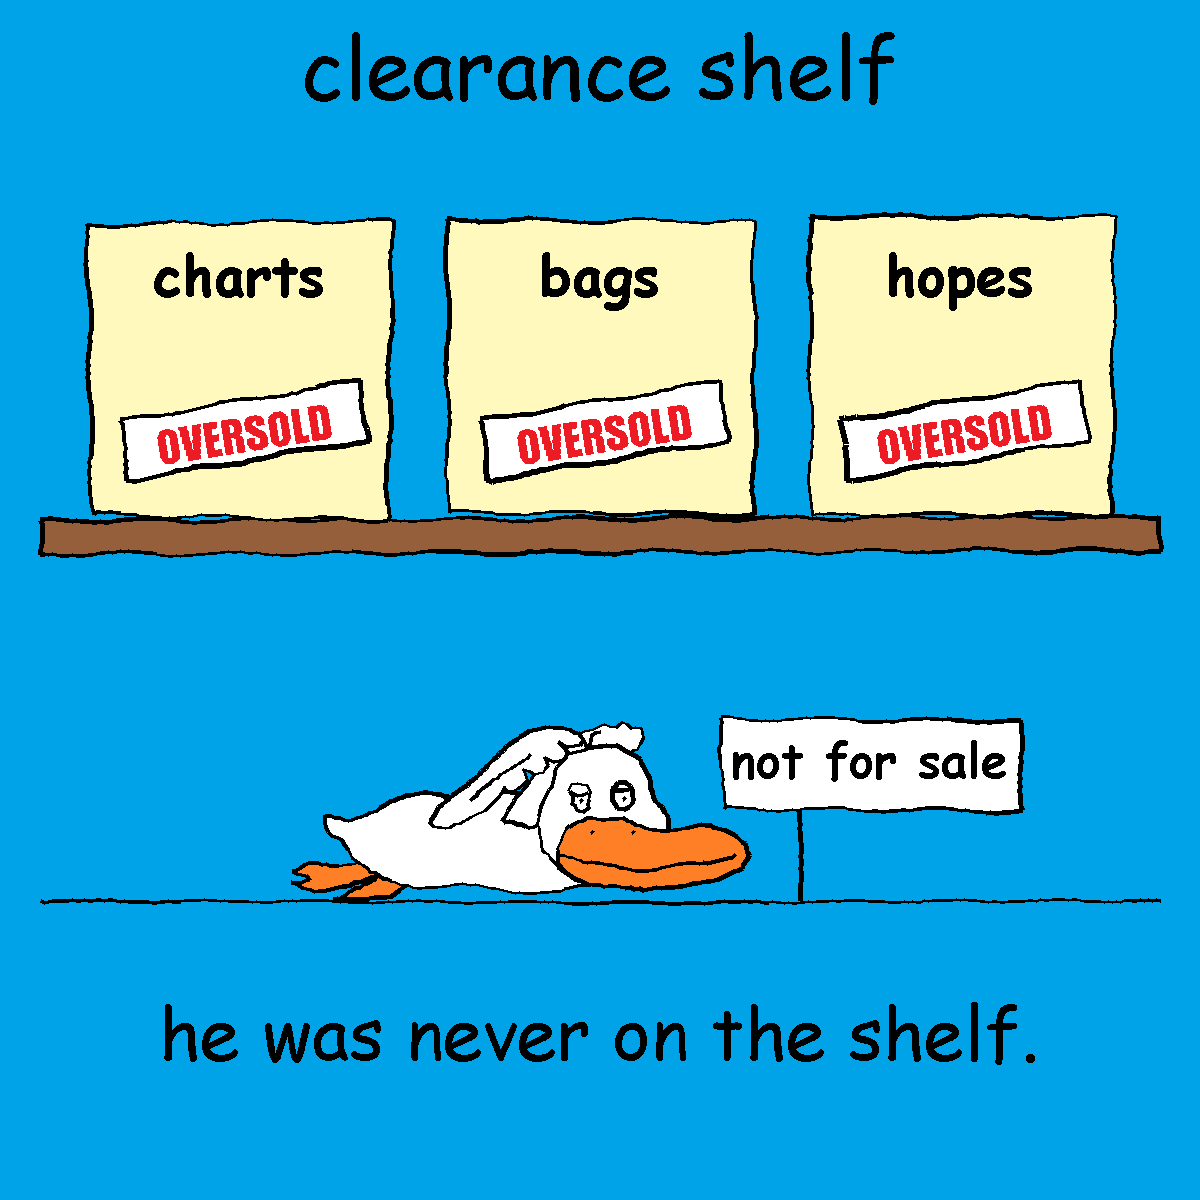 clearance shelf
charts
bags
hopes
OVERSOLD
OVERSOLD
OVERSOLD
not for sale
he was never on the shelf.